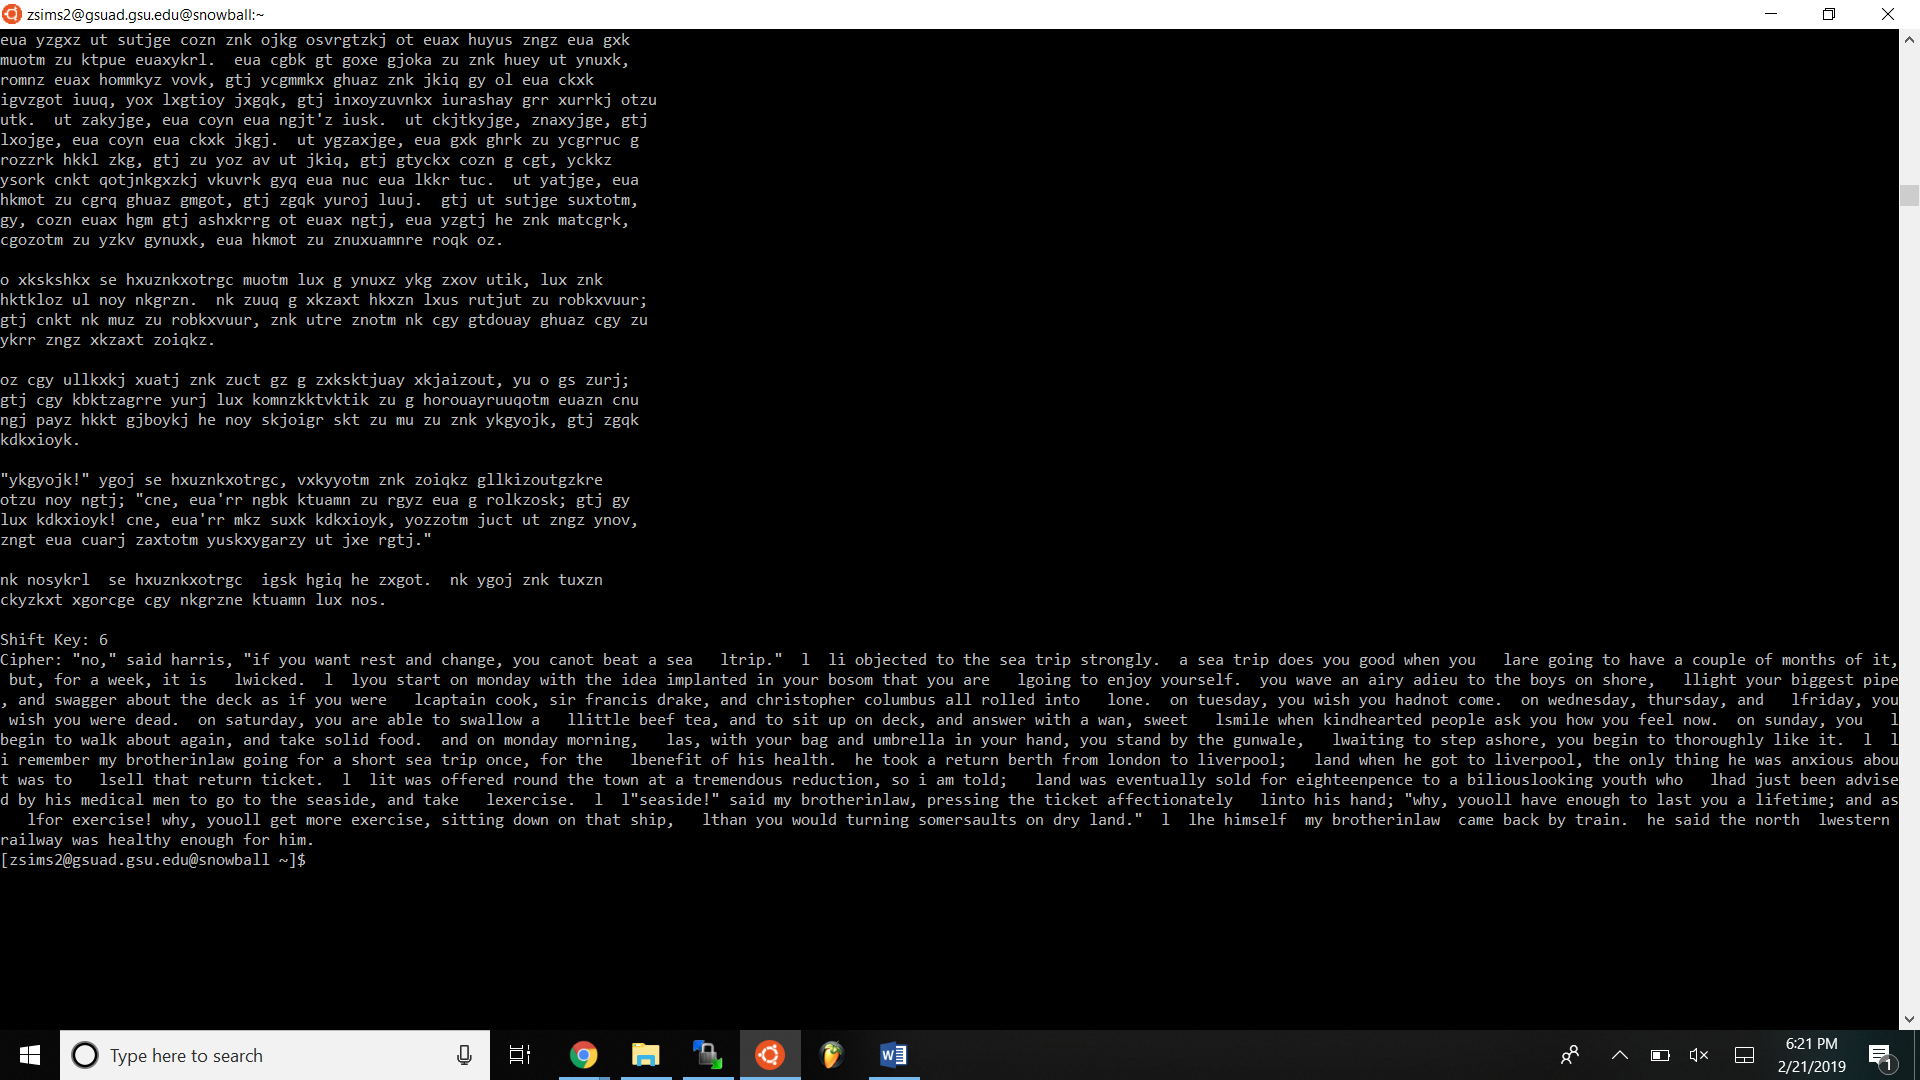 zsims2@gsuad.gsu.edu@snowball:~
eua yzgxz ut sutjge cozn znk ojkg osvrgtzkj ot euax huyus zngz eua gxk
muotm zu ktpue euaxykrl.  eua cgbk gt goxe gjoka zu znk huey ut ynuxk,
romnz euax hommkyz vovk, gtj ycgmmkx ghuaz znk jkiq gy ol eua ckxk
igvzgot iuuq, yox lxgtioy jxgqk, gtj inxoyzuvnkx iurashay grr xurrkj otzu
utk.  ut zakyjge, eua coyn eua ngjt'z iusk.  ut ckjtkyjge, znaxyjge, gtj
lxojge, eua coyn eua ckxk jkgj.  ut ygzaxjge, eua gxk ghrk zu ycgrruc g
rozzrk hkkl zkg, gtj zu yoz av ut jkiq, gtj gtyckx cozn g cgt, yckkz
ysork cnkt qotjnkgxzkj vkuvrk gyq eua nuc eua lkkr tuc.  ut yatjge, eua
hkmot zu cgrq ghuaz gmgot, gtj zgqk yuroj luuj.  gtj ut sutjge suxtotm,
gy, cozn euax hgm gtj ashxkrrg ot euax ngtj, eua yzgtj he znk matcgrk,
cgozotm zu yzkv gynuxk, eua hkmot zu znuxuamnre roqk oz.
o xkskshkx se hxuznkxotrgc muotm lux g ynuxz ykg zxov utik, lux znk
hktkloz ul noy nkgrzn.  nk zuuq g xkzaxt hkxzn lxus rutjut zu robkxvuur;
gtj cnkt nk muz zu robkxvuur, znk utre znotm nk cgy gtdouay ghuaz cgy zu
ykrr zngz xkzaxt zoiqkz.
oz cgy ullkxkj xuatj znk zuct gz g zxksktjuay xkjaizout, yu o gs zurj;
gtj cgy kbktzagrre yurj lux komnzkktvktik zu g horouayruuqotm euazn cnu
ngj payz hkkt gjboykj he noy skjoigr skt zu mu zu znk ykgyojk, gtj zgqk
kdkxioyk.
"ykgyojk!" ygoj se hxuznkxotrgc, vxkyyotm znk zoiqkz gllkizoutgzkre
otzu noy ngtj; "cne, eua'rr ngbk ktuamn zu rgyz eua g rolkzosk; gtj gy
lux kdkxioyk! cne, eua'rr mkz suxk kdkxioyk, yozzotm juct ut zngz ynov,
zngt eua cuarj zaxtotm yuskxygarzy ut jxe rgtj."
nk nosykrl  se hxuznkxotrgc  igsk hgiq he zxgot.  nk ygoj znk tuxzn
ckyzkxt xgorcge cgy nkgrzne ktuamn lux nos.
Shift Key: 6
Cipher: "no," said harris, "if you want rest and change, you canot beat a sea   ltrip."  l  li objected to the sea trip strongly.  a sea trip does you good when you   lare going to have a couple of months of it,
 but, for a week, it is   lwicked.  l  lyou start on monday with the idea implanted in your bosom that you are   lgoing to enjoy yourself.  you wave an airy adieu to the boys on shore,   llight your biggest pipe
, and swagger about the deck as if you were   lcaptain cook, sir francis drake, and christopher columbus all rolled into   lone.  on tuesday, you wish you hadnot come.  on wednesday, thursday, and   lfriday, you
 wish you were dead.  on saturday, you are able to swallow a   llittle beef tea, and to sit up on deck, and answer with a wan, sweet   lsmile when kindhearted people ask you how you feel now.  on sunday, you   l
begin to walk about again, and take solid food.  and on monday morning,   las, with your bag and umbrella in your hand, you stand by the gunwale,   lwaiting to step ashore, you begin to thoroughly like it.  l  l
i remember my brotherinlaw going for a short sea trip once, for the   lbenefit of his health.  he took a return berth from london to liverpool;   land when he got to liverpool, the only thing he was anxious abou
t was to   lsell that return ticket.  l  lit was offered round the town at a tremendous reduction, so i am told;   land was eventually sold for eighteenpence to a biliouslooking youth who   lhad just been advise
d by his medical men to go to the seaside, and take   lexercise.  l  l"seaside!" said my brotherinlaw, pressing the ticket affectionately   linto his hand; "why, youoll have enough to last you a lifetime; and as
   lfor exercise! why, youoll get more exercise, sitting down on that ship,   lthan you would turning somersaults on dry land."  l  lhe himself  my brotherinlaw  came back by train.  he said the north  lwestern
railway was healthy enough for him.
[zsims2@gsuad.gsu.edu@snowball ~]$
Type here to search
6:21 PM
2/21/2019
1